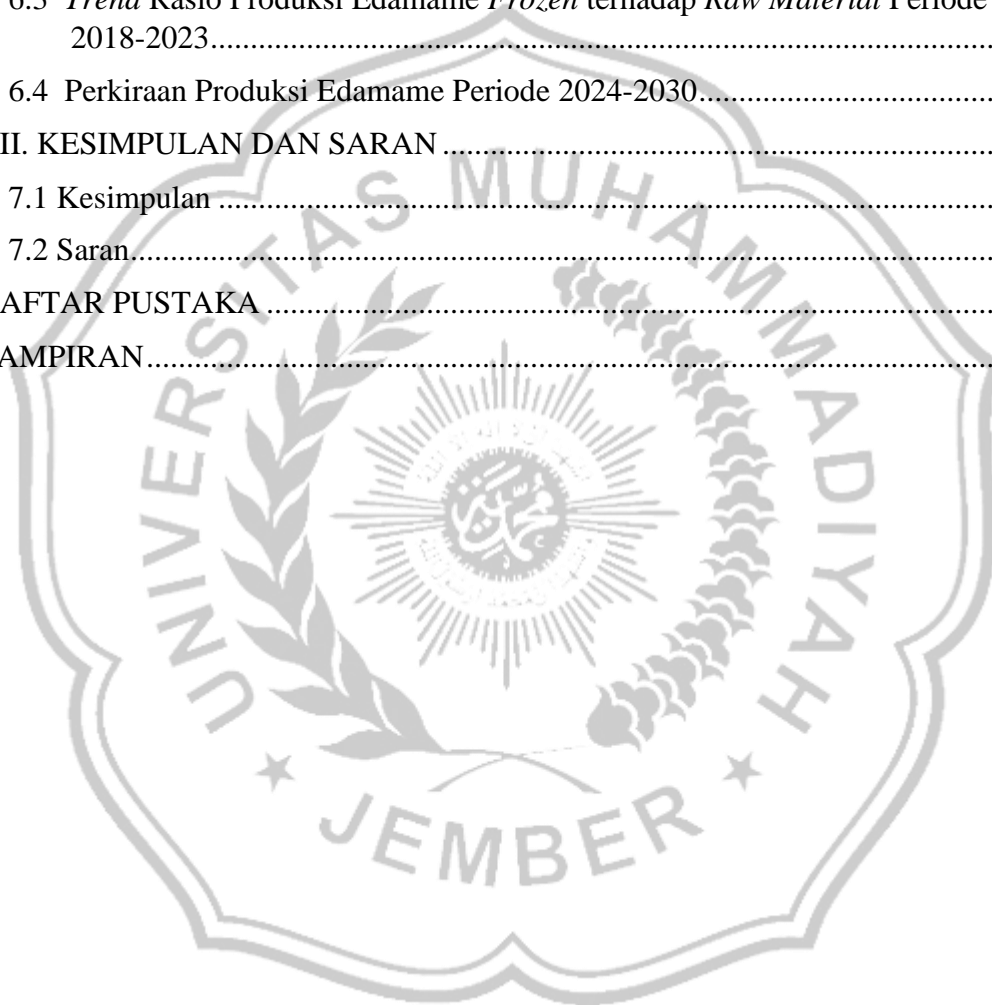 6.3 Trend Rasio Produksi Edamame Frozen terhadap Raw Material Periode
2018-2023....................................................................................................
6.4 Perkiraan Produksi Edamame Periode 2024-2030....................................
II. KESIMPULAN DAN SARAN....................................................................
7.1 Kesimpulan................................................................................................
7.2 Saran...........................................................................................................
AFTAR PUSTAKA.........................................................................................
AMPIRAN........................................................................................................
UNIVERSITAS MUHAMMADIYAH
JEMBER